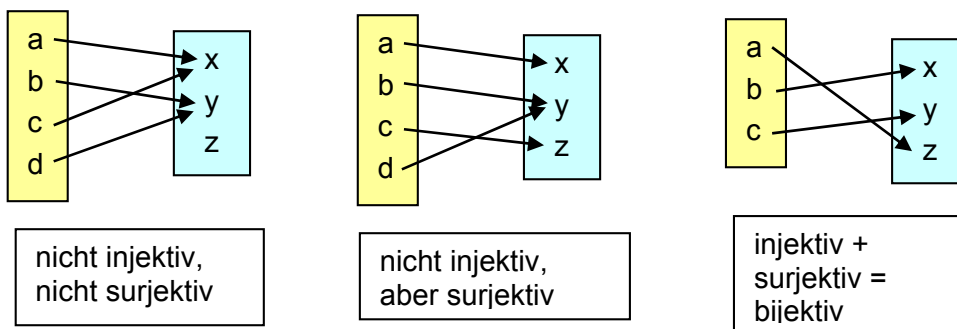 a
b
c
d
x
y
z
nicht injektiv,
nicht surjektiv
a
b
c
d
x
y
z
nicht injektiv,
aber surjektiv
a
b
c
x
y
z
injektiv +
surjektiv =
bijektiv